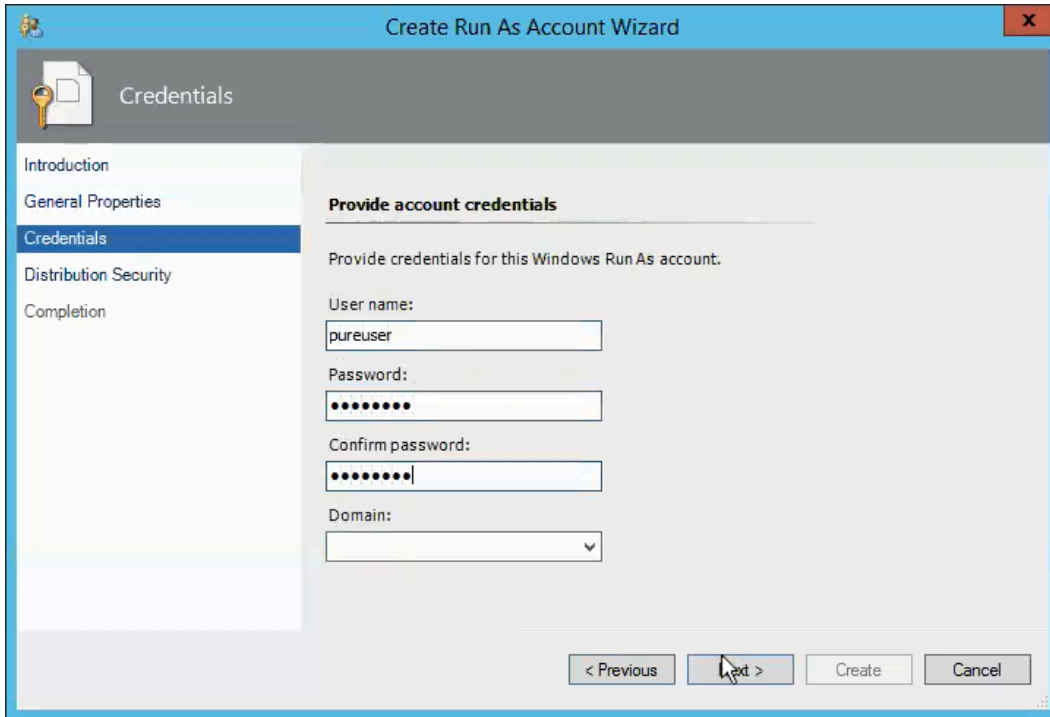 Create Run As Account Wizard
x
Credentials
Introduction
General Properties
Credentials
Distribution Security
Completion
Provide account credentials
Provide credentials for this Windows Run As account.
User name:
pureuser
Password:
••••••••
Confirm password:
••••••••
Domain:
< Previous
Next >
Create
Cancel